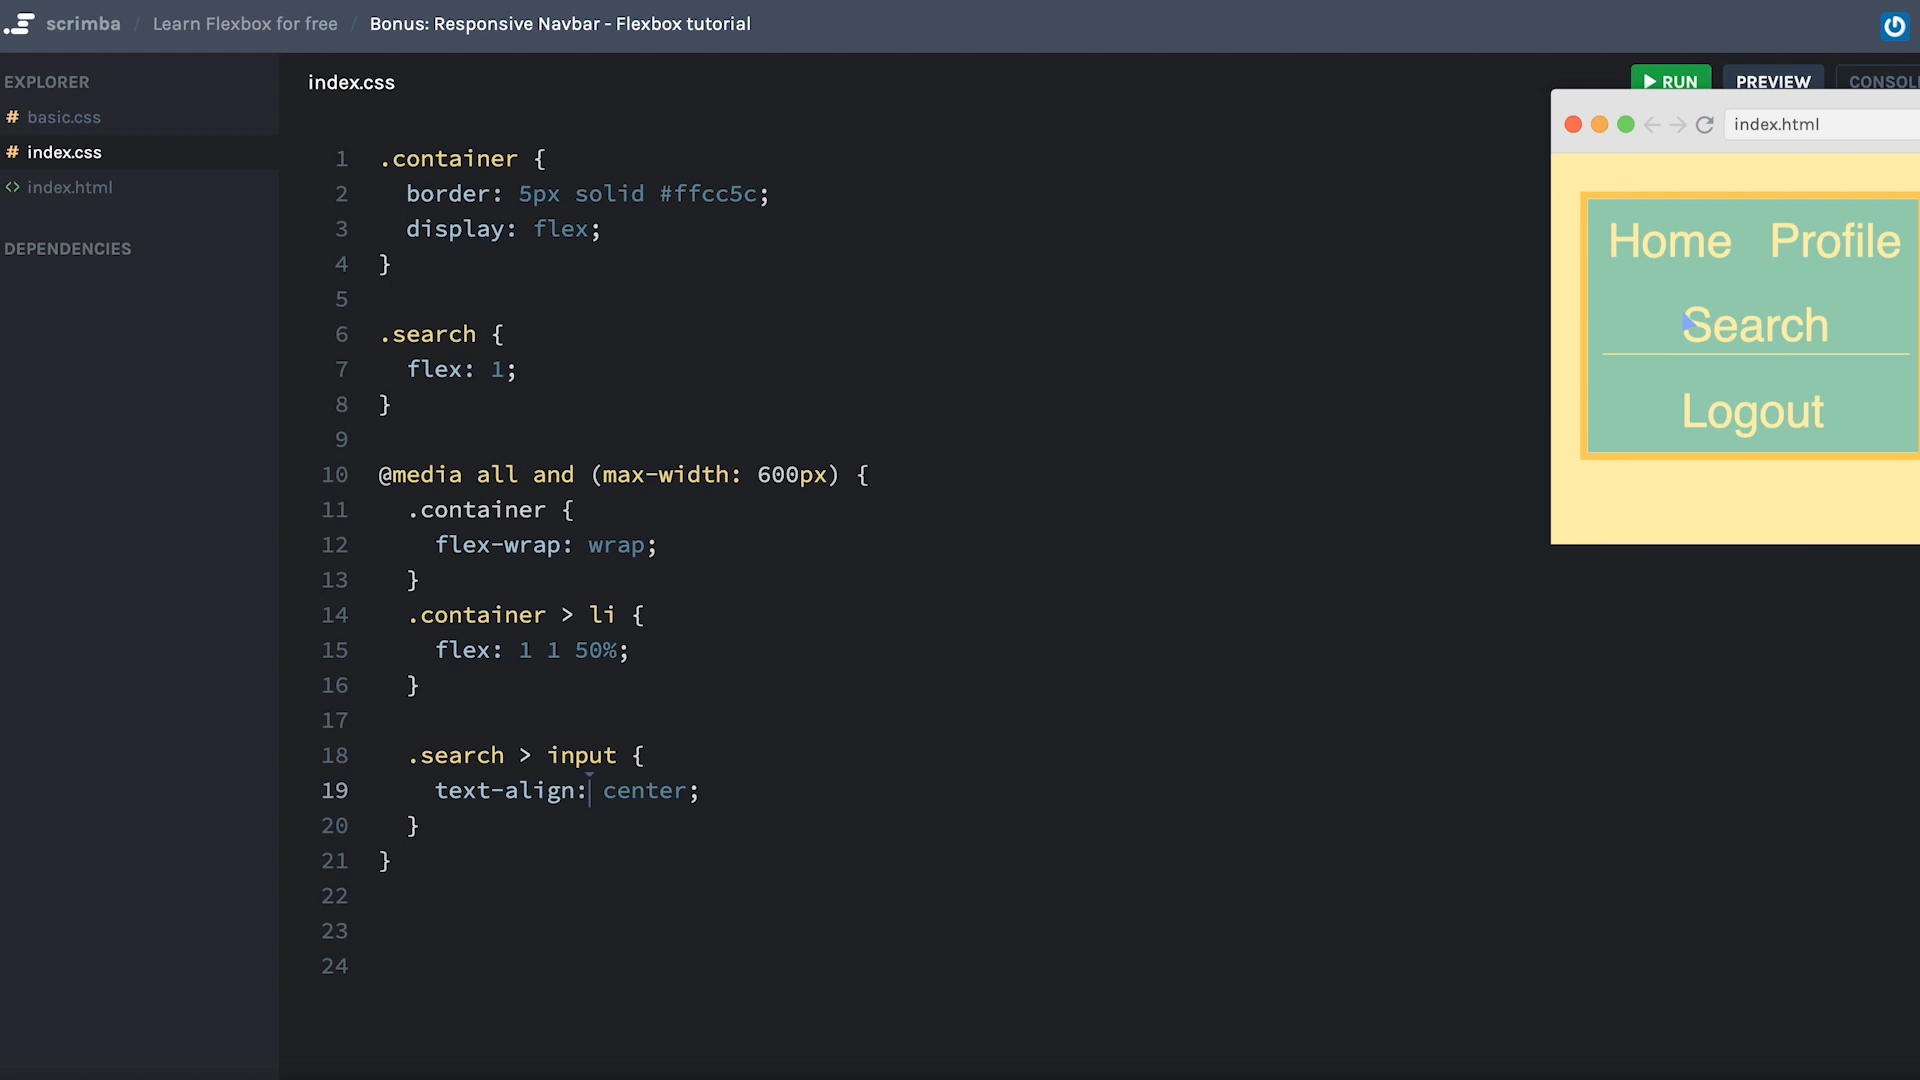 scrimba / Learn Flexbox for free / Bonus: Responsive Navbar - Flexbox tutorial
EXPLORER
# basic.css
# index.css
<> index.html
DEPENDENCIES
index.css
RUN PREVIEW CONSOL
1 .container {
2 border: 5px solid #ffcc5c;
3 display: flex;
4 }
5
6 .search {
7 flex: 1;
8 }
9
10 @media all and (max-width: 600px) {
11 .container {
12 flex-wrap: wrap;
13 }
14 .container > li {
15 flex: 1 1 50%;
16 }
17
18 .search > input {
19 text-align: center;
20 }
21 }
22
23
24
index.html
Home Profile
Search
Logout